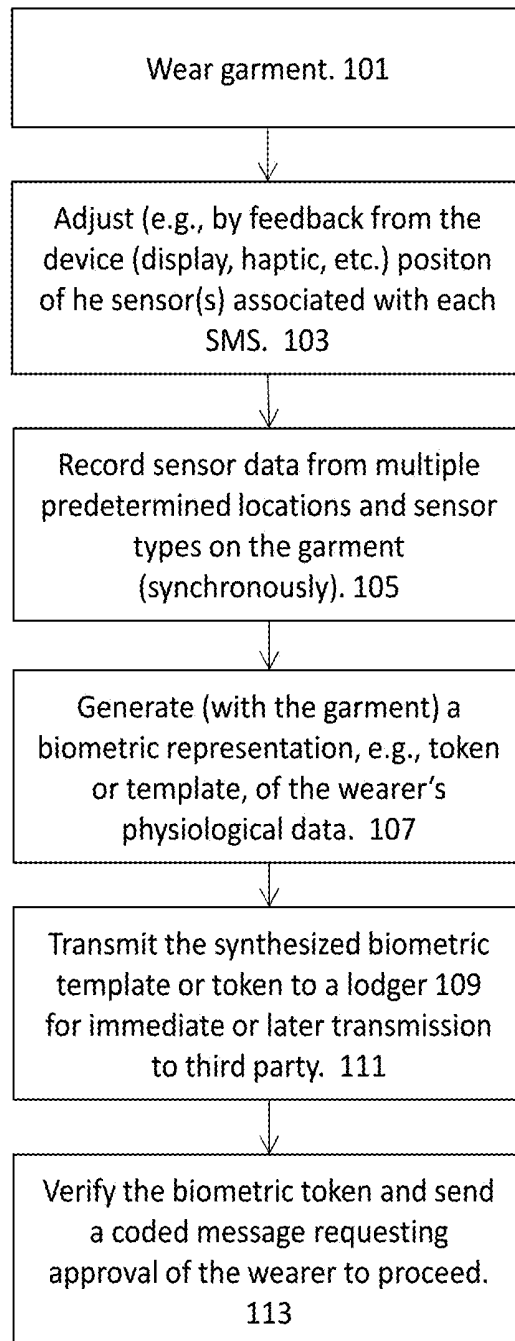 Wear garment. 101
Adjust (e.g., by feedback from the
device (display, haptic, etc.) positon
of he sensor(s) associated with each
SMS. 103
Record sensor data from multiple
predetermined locations and sensor
types on the garment
(synchronously). 105
Generate (with the garment) a
biometric representation, e.g., token
or template, of the wearer's
physiological data. 107
Transmit the synthesized biometric
template or token to a lodger 109
for immediate or later transmission
to third party. 111
Verify the biometric token and send
a coded message requesting
approval of the wearer to proceed.
113